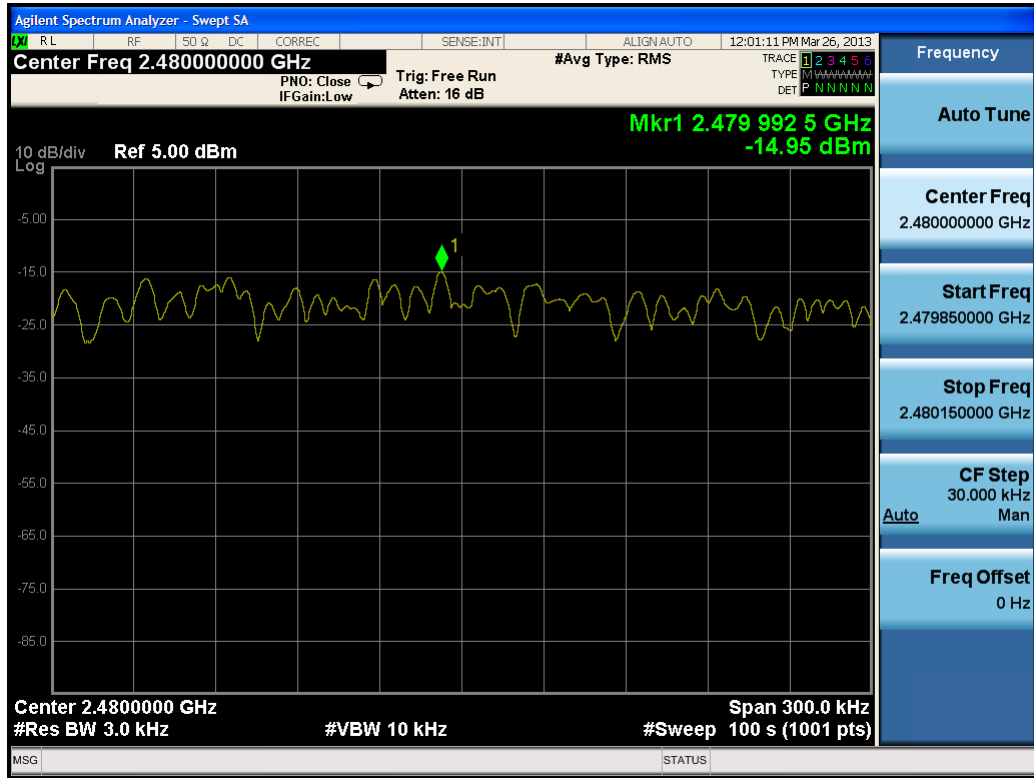 Agilent Spectrum Analyzer - Swept SA
LXI RL RF 50 Ω DC CORREC SENSE:INT ALIGNAUTO 12:01:11 PM Mar 26, 2013
Center Freq 2.480000000 GHz
PNO: Close
IFGain:Low
Trig: Free Run
Atten: 16 dB
#Avg Type: RMS
TRACE 1 2 3 4 5 6
TYPE M WWWWW
DET P N N N N N
Mkr1 2.479 992 5 GHz
-14.95 dBm
10 dB/div Ref 5.00 dBm
Log
-5.00
1
-15.0
-25.0
-35.0
-45.0
-55.0
-65.0
-75.0
-85.0
Center 2.4800000 GHz Span 300.0 kHz
#Res BW 3.0 kHz #VBW 10 kHz #Sweep 100 s (1001 pts)
MSG STATUS
Frequency
Auto Tune
Center Freq
2.480000000 GHz
Start Freq
2.479850000 GHz
Stop Freq
2.480150000 GHz
CF Step
30.000 kHz
Auto Man
Freq Offset
0 Hz